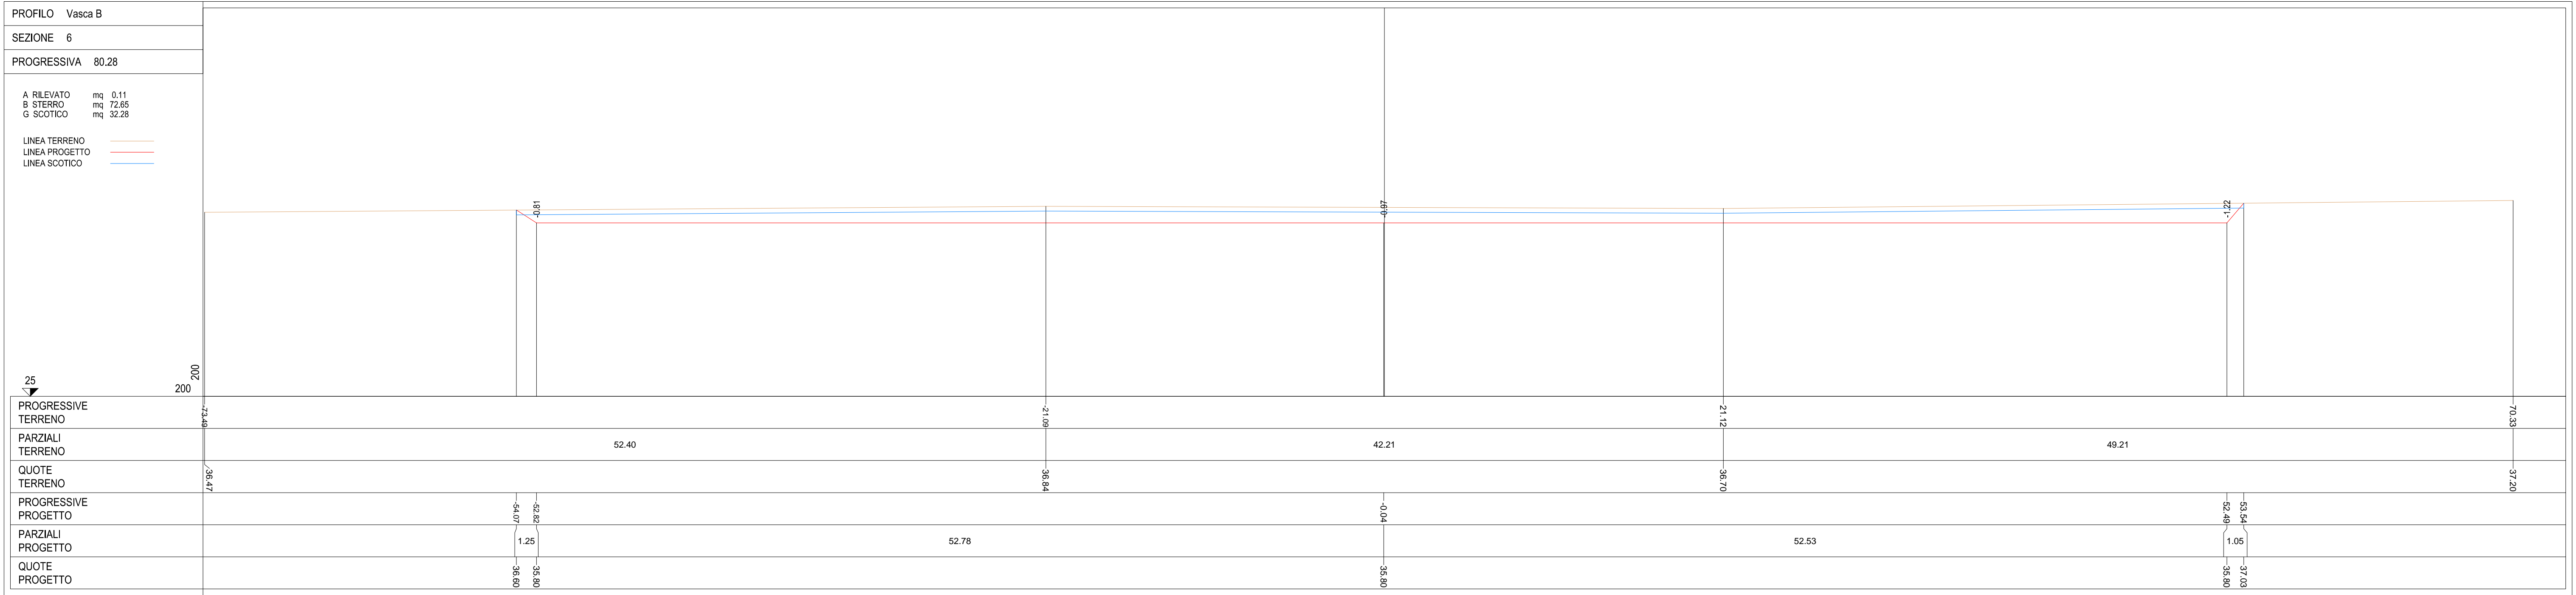 PROFILO Vasca B
SEZIONE 6
PROGRESSIVA 80.28
A RILEVATO mq 0.11
B STERRO mq 72.65
G SCOTICO mq 32.28
LINEA TERRENO
LINEA PROGETTO
LINEA SCOTICO
-0.81
-0.97
-1.22
25
200
200
PROGRESSIVE
TERRENO
-73.49
-21.09
21.12
70.33
PARZIALI
TERRENO
52.40
42.21
49.21
QUOTE
TERRENO
36.47
36.84
36.70
37.20
PROGRESSIVE
PROGETTO
-54.07
-52.82
-0.04
52.49
53.54
PARZIALI
PROGETTO
1.25
52.78
52.53
1.05
QUOTE
PROGETTO
36.60
35.80
35.80
35.80
37.03